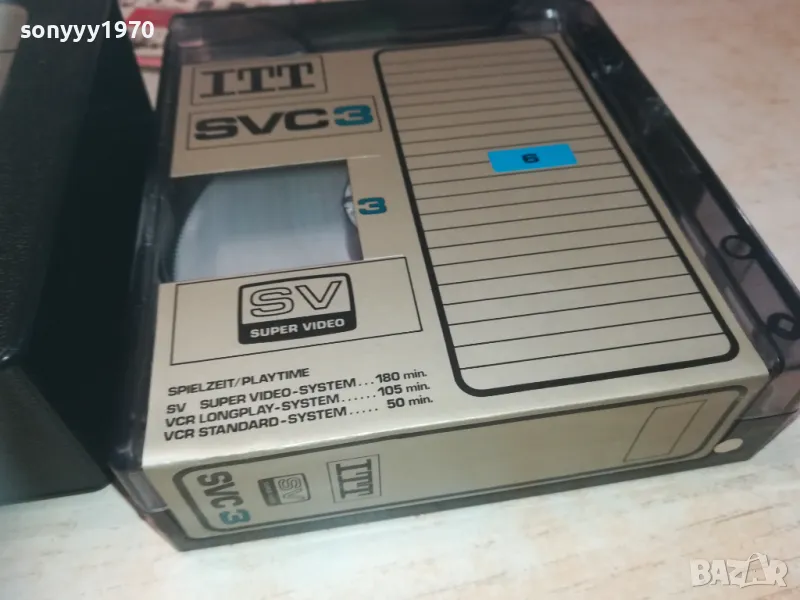 sonyyy1970
ITT
SVC3
6
3
SV
SUPER VIDEO
SPIELZEIT/PLAYTIME
SV SUPER VIDEO-SYSTEM... 180 min.
VCR LONGPLAY-SYSTEM...... 105 min.
VCR STANDARD-SYSTEM..... 50 min.
SVC3
SV
ITT
BAZAR